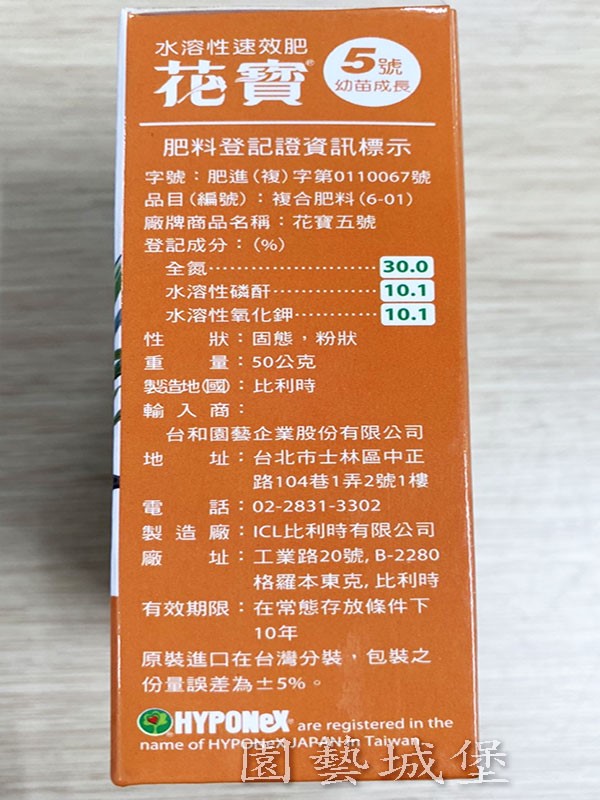 水溶性速效肥
花寶®
5號
幼苗成長
肥料登記證資訊標示
字號：肥進(複)字第0110067號
品目(編號)：複合肥料(6-01)
廠牌商品名稱：花寶五號
登記成分：(%)
全氮………………………30.0
水溶性磷酐……………10.1
水溶性氧化鉀…………10.1
性狀：固態，粉狀
重量：50公克
製造地(國)：比利時
輸入商：
台和園藝企業股份有限公司
地址：台北市士林區中正
路104巷1弄2號1樓
電話：02-2831-3302
製造廠：ICL比利時有限公司
廠址：工業路20號, B-2280
格羅本東克, 比利時
有效期限：在常態存放條件下
10年
原裝進口在台灣分裝，包裝之
份量誤差為±5%。
HYPONeX® are registered in the
name of HYPONeX JAPAN in Taiwan
園藝城堡